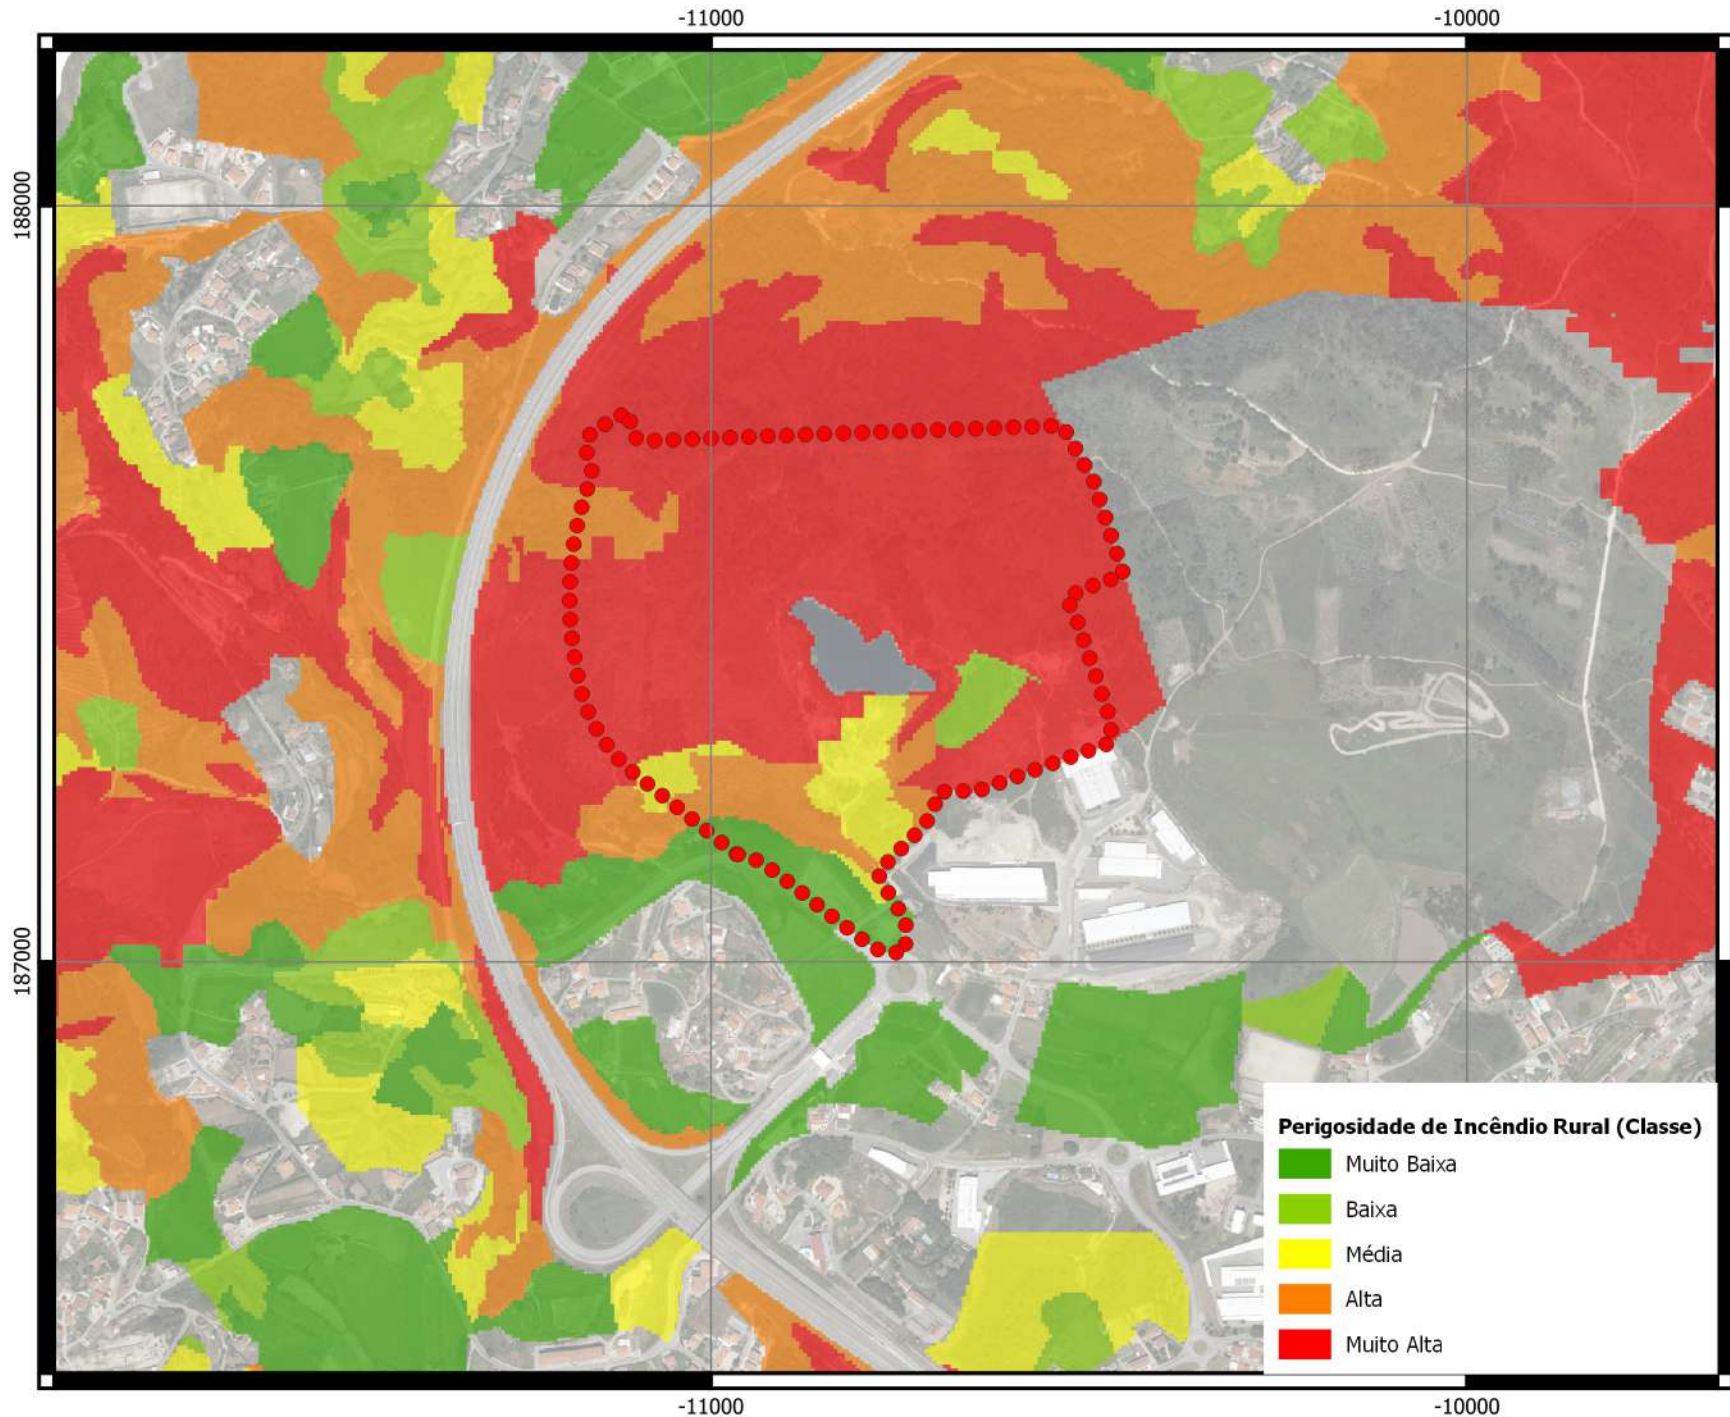 -11000
-10000
188000
187000
Perigosidade de Incêndio Rural (Classe)
Muito Baixa
Baixa
Média
Alta
Muito Alta
-11000
-10000